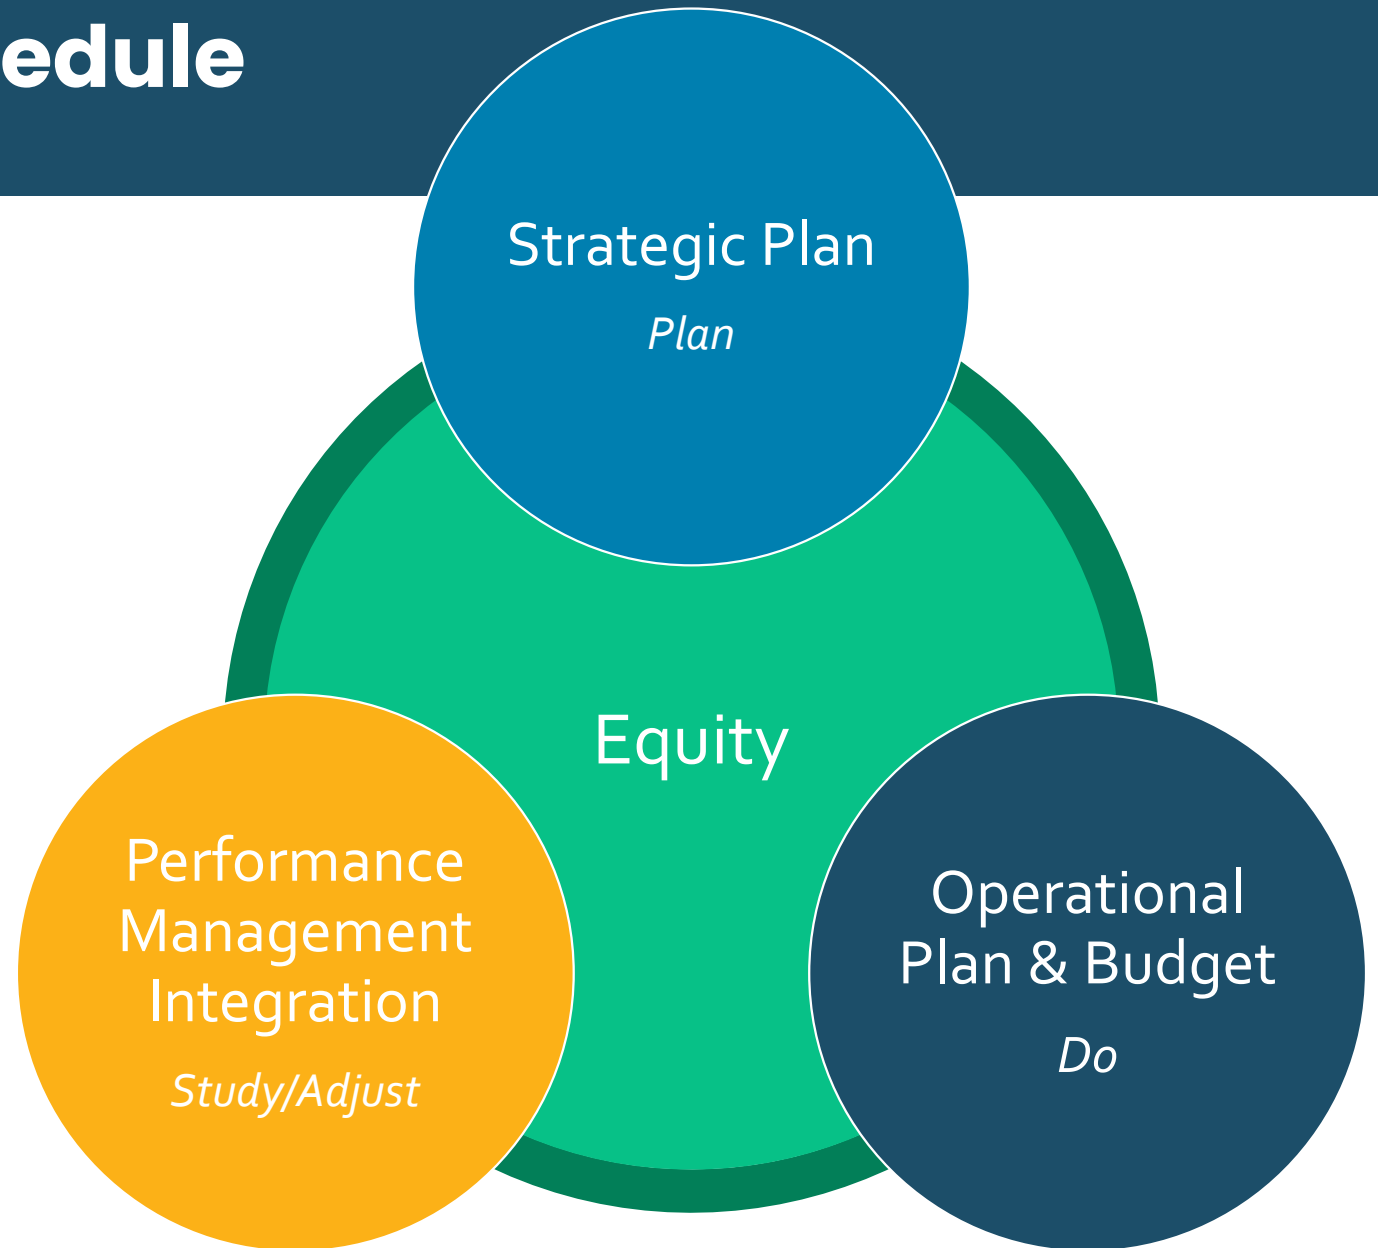 edule
Strategic Plan
Plan
Equity
Performance
Management
Integration
Study/Adjust
Operational
Plan & Budget
Do